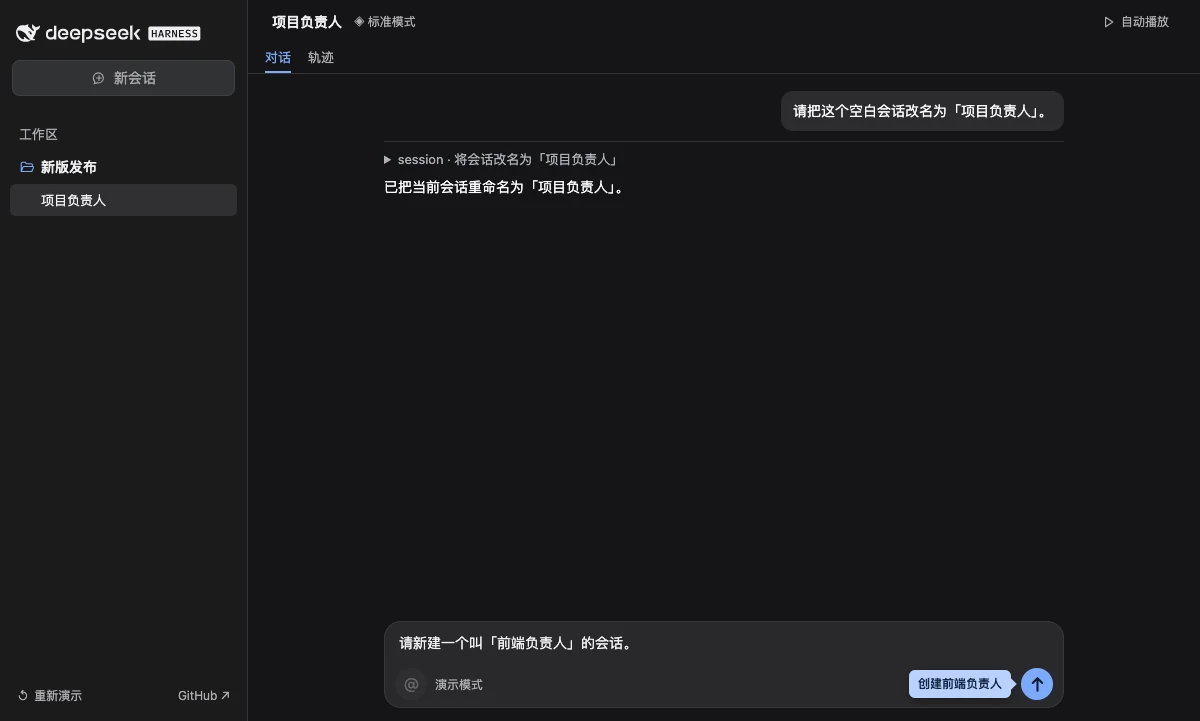 deepseek HARNESS
新会话
工作区
新版发布
项目负责人
重新演示
GitHub ↗
项目负责人 ◈ 标准模式
自动播放
对话 轨迹
请把这个空白会话改名为「项目负责人」。
session · 将会话改名为「项目负责人」
已把当前会话重命名为「项目负责人」。
请新建一个叫「前端负责人」的会话。
@ 演示模式
创建前端负责人